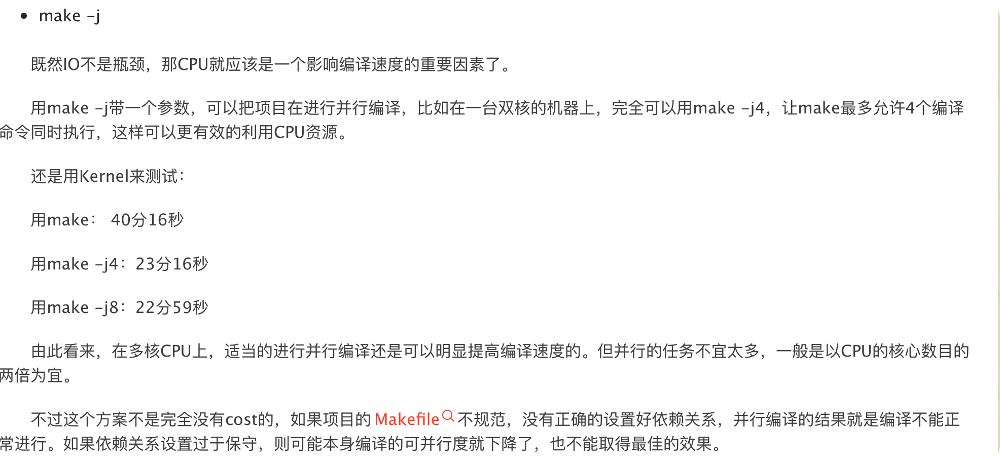 • make -j
既然IO不是瓶颈，那CPU就应该是一个影响编译速度的重要因素了。
用make -j带一个参数，可以把项目在进行并行编译，比如在一台双核的机器上，完全可以用make -j4，让make最多允许4个编译
命令同时执行，这样可以更有效的利用CPU资源。
还是用Kernel来测试：
用make： 40分16秒
用make -j4：23分16秒
用make -j8：22分59秒
由此看来，在多核CPU上，适当的进行并行编译还是可以明显提高编译速度的。但并行的任务不宜太多，一般是以CPU的核心数目的
两倍为宜。
不过这个方案不是完全没有cost的，如果项目的 Makefile 不规范，没有正确的设置好依赖关系，并行编译的结果就是编译不能正
常进行。如果依赖关系设置过于保守，则可能本身编译的可并行度就下降了，也不能取得最佳的效果。